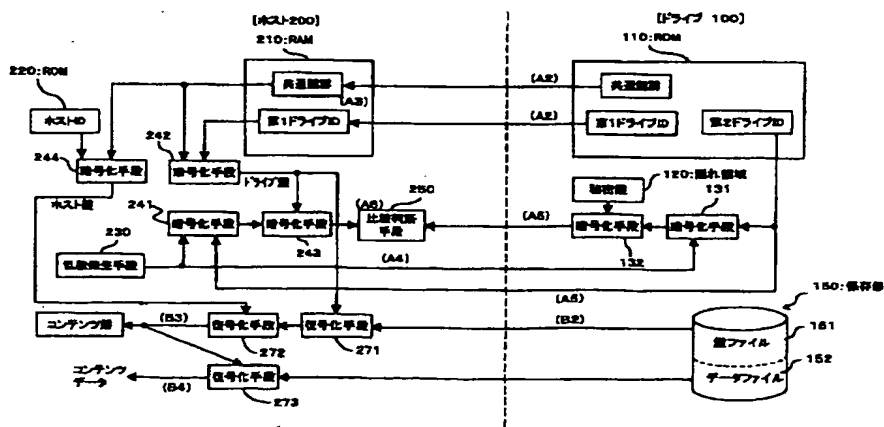 [ホスト200]
[ドライブ 100]
210:RAM
110:ROM
220:ROM
共通鍵群
(A2)
共通鍵群
(A3)
ホストID
242
第1ドライブID
(A2)
第1ドライブID
第2ドライブID
244
暗号化手段
暗号化手段
ドライブ鍵
250
秘密鍵
120:隠れ領域
131
ホスト鍵
241
暗号化手段
暗号化手段
(A6)
比較判断
手段
(A5)
暗号化手段
暗号化手段
230
243
132
乱数発生手段
(A4)
(A5)
150:保存部
コンテンツ鍵
(B3)
復号化手段
復号化手段
(B2)
鍵ファイル
161
272
271
152
コンテンツ
データ
(B4)
復号化手段
データファイル
273